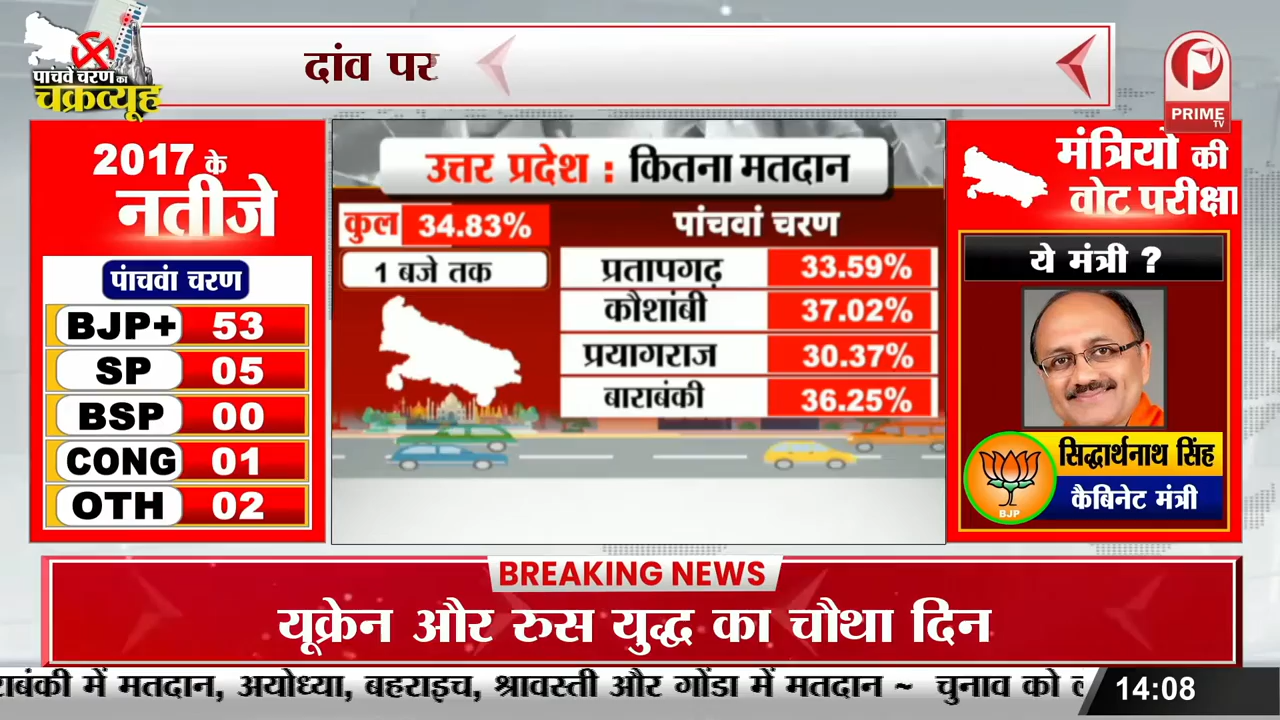 दांव पर
पांचवें चरण का
चक्रव्यूह
PRIME
TV
2017 के
नतीजे
पांचवां चरण
BJP+ 53
SP 05
BSP 00
CONG 01
OTH 02
उत्तर प्रदेश : कितना मतदान
कुल 34.83%
1 बजे तक
पांचवां चरण
प्रतापगढ़ 33.59%
कौशांबी 37.02%
प्रयागराज 30.37%
बाराबंकी 36.25%
मंत्रियों की
वोट परीक्षा
ये मंत्री ?
BJP
सिद्धार्थनाथ सिंह
कैबिनेट मंत्री
BREAKING NEWS
यूक्रेन और रुस युद्ध का चौथा दिन
में मतदान, अयोध्या, बहराइच, श्रावस्ती और गोंडा में मतदान ~ चुनाव को
14:08